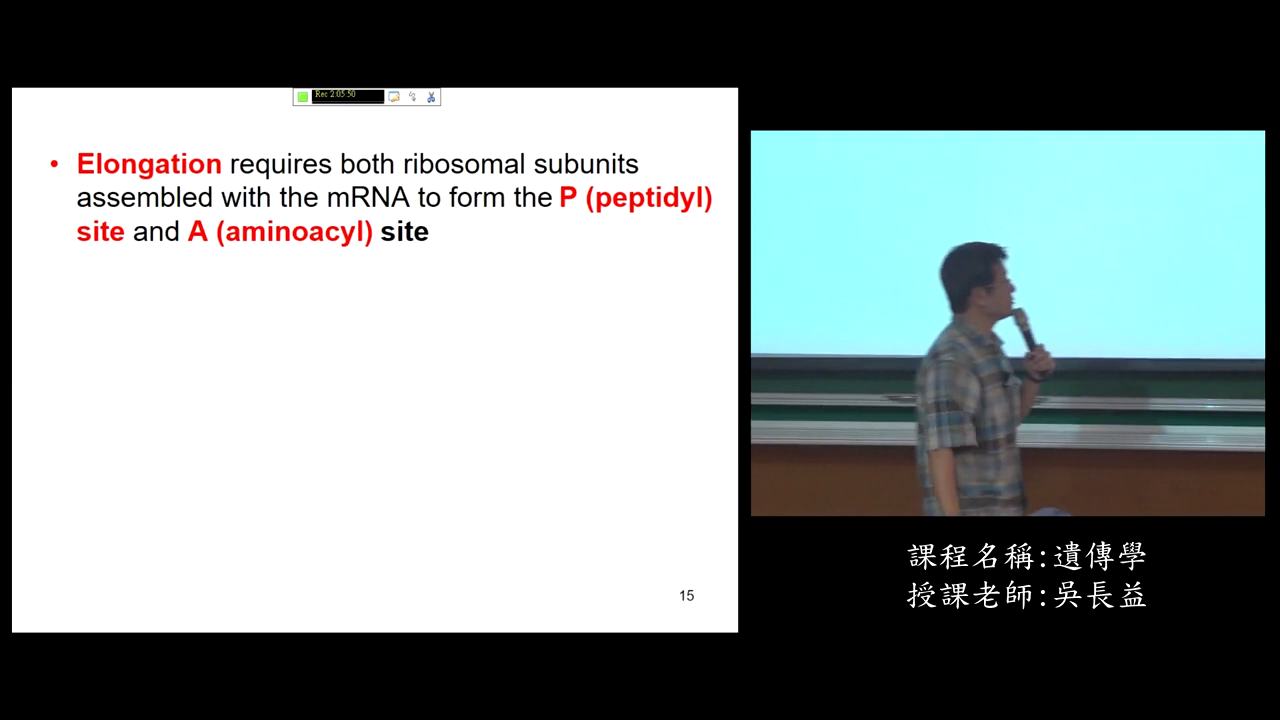 Rec 2:05:50
• Elongation requires both ribosomal subunits
assembled with the mRNA to form the P (peptidyl)
site and A (aminoacyl) site
15
課程名稱:遺傳學
授課老師:吳長益